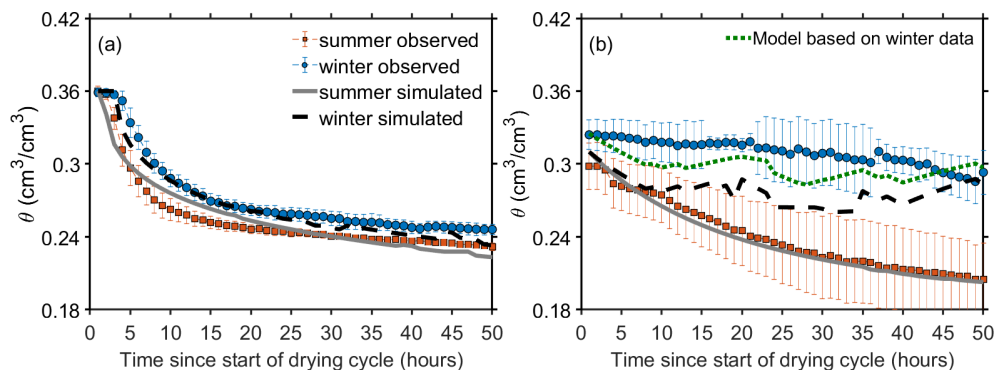 (a)
summer observed
winter observed
summer simulated
winter simulated
0.42
0.36
0.3
0.24
0.18
θ (cm³/cm³)
0 5 10 15 20 25 30 35 40 45 50
Time since start of drying cycle (hours)
(b)
Model based on winter data
0.42
0.36
0.3
0.24
0.18
θ (cm³/cm³)
0 5 10 15 20 25 30 35 40 45 50
Time since start of drying cycle (hours)